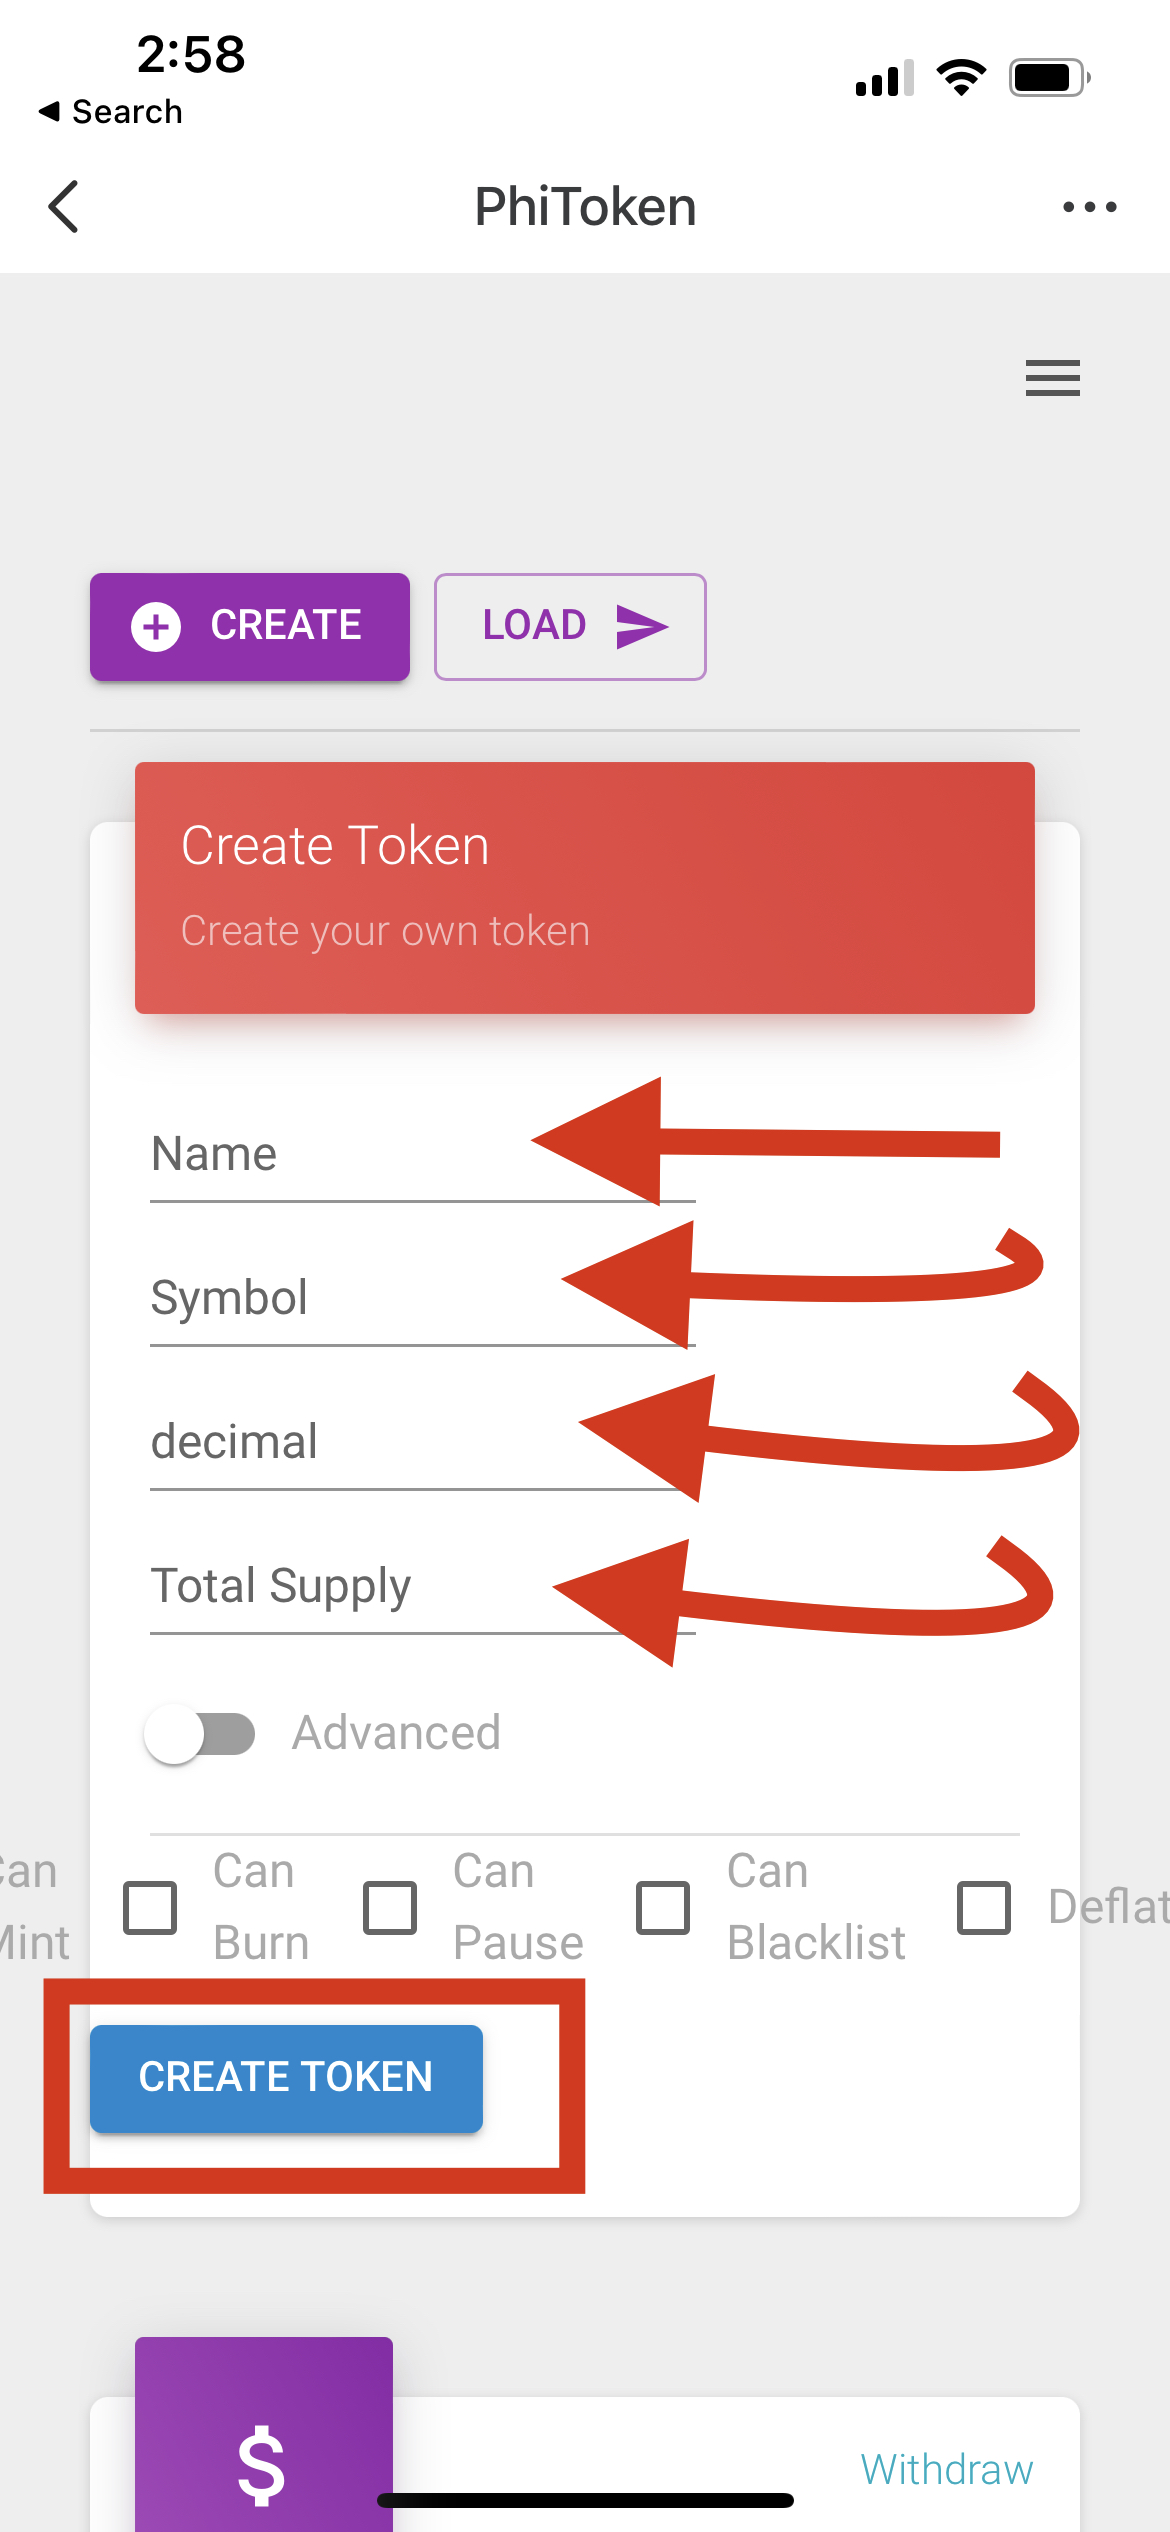 2:58
Search
PhiToken
CREATE
LOAD
Create Token
Create your own token
Name
Symbol
decimal
Total Supply
Advanced
Can Can Can Can
Mint Burn Pause Blacklist Deflat
CREATE TOKEN
$
Withdraw